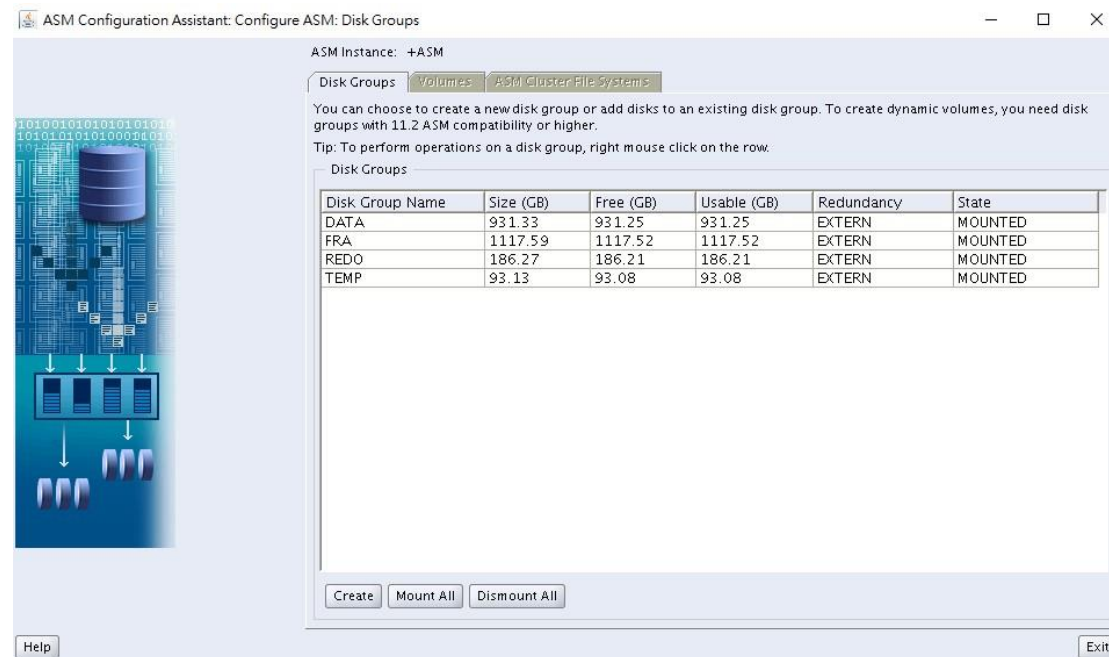 ASM Configuration Assistant: Configure ASM: Disk Groups
ASM Instance: +ASM
Disk Groups Volumes ASM Cluster File Systems
You can choose to create a new disk group or add disks to an existing disk group. To create dynamic volumes, you need disk
groups with 11.2 ASM compatibility or higher.
Tip: To perform operations on a disk group, right mouse click on the row.
Disk Groups
Disk Group Name Size (GB) Free (GB) Usable (GB) Redundancy State
DATA 931.33 931.25 931.25 EXTERN MOUNTED
FRA 1117.59 1117.52 1117.52 EXTERN MOUNTED
REDO 186.27 186.21 186.21 EXTERN MOUNTED
TEMP 93.13 93.08 93.08 EXTERN MOUNTED
Create Mount All Dismount All
Help Exit